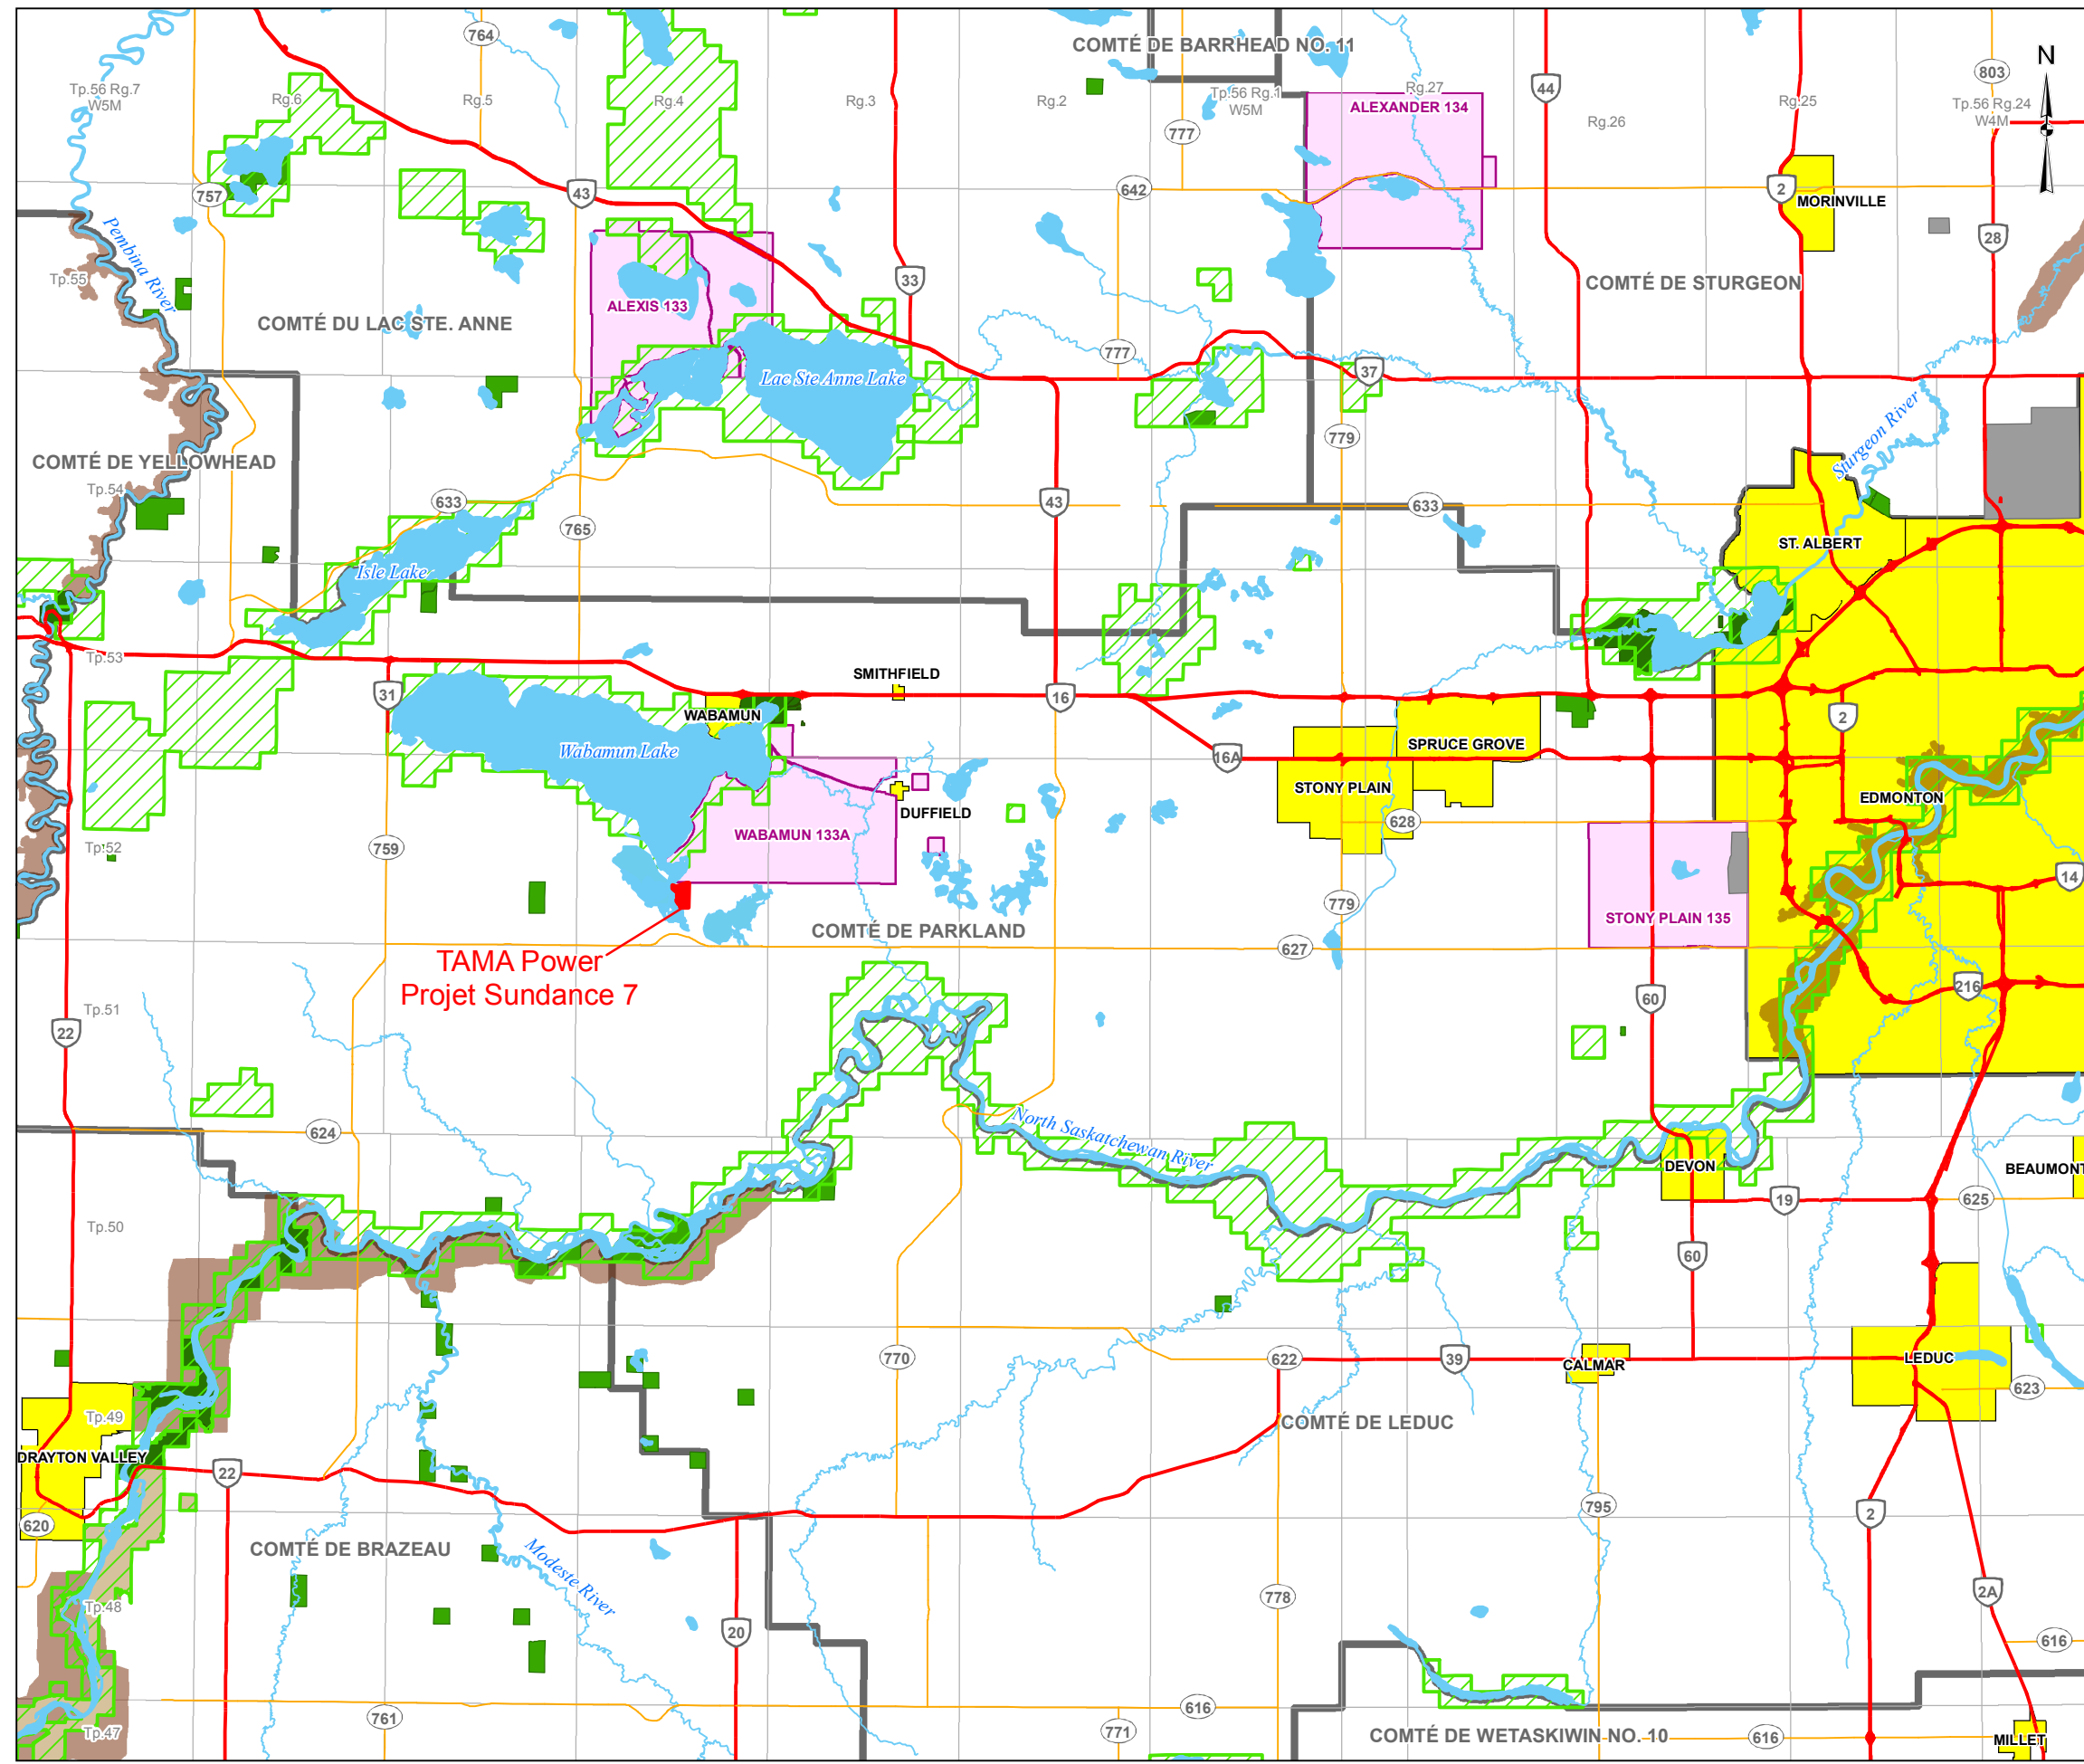 764
COMTÉ DE BARRHEAD NO. 11
N
803
44
Tp.56 Rg.7
W5M
Rg.6
Rg.5
Rg.4
Rg.3
Rg.2
Tp.56 Rg.1
W5M
Rg.27
ALEXANDER 134
Rg.26
Rg.25
Tp.56 Rg.24
W4M
777
757
43
642
2
MORINVILLE
28
Pembina River
Tp.55
33
COMTÉ DE STURGEON
ALEXIS 133
COMTÉ DU LAC STE. ANNE
777
37
Lac Ste Anne Lake
779
Sturgeon River
COMTÉ DE YELLOWHEAD
Tp.54
633
43
633
765
ST. ALBERT
Isle Lake
Tp.53
SMITHFIELD
31
16
WABAMUN
2
Wabamun Lake
SPRUCE GROVE
16A
STONY PLAIN
EDMONTON
DUFFIELD
628
WABAMUN 133A
Tp.52
759
14
779
STONY PLAIN 135
COMTÉ DE PARKLAND
627
TAMA Power
Projet Sundance 7
216
60
Tp.51
22
624
North Saskatchewan River
DEVON
BEAUMONT
19
625
Tp.50
60
770
622
39
CALMAR
LEDUC
623
Tp.49
COMTÉ DE LEDUC
DRAYTON VALLEY
22
795
2
620
COMTÉ DE BRAZEAU
Modeste River
778
2A
Tp.48
20
616
616
761
Tp.47
771
COMTÉ DE WETASKIWIN NO. 10
616
MILLET